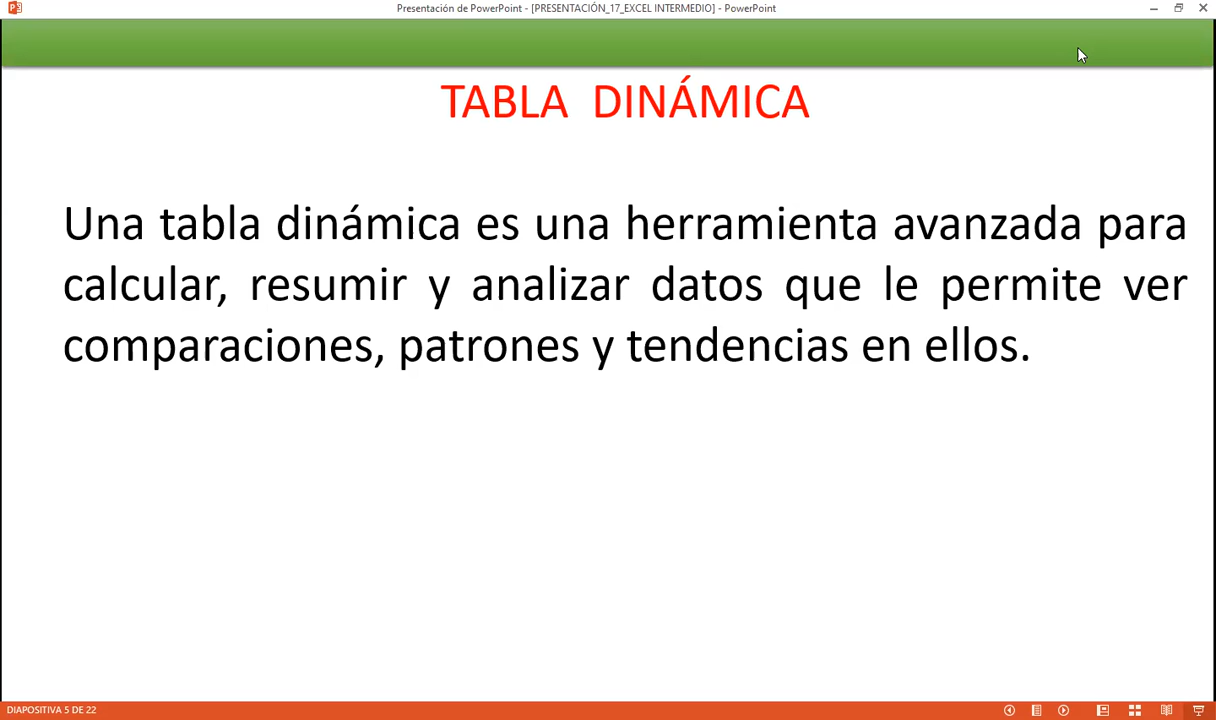 Presentación de PowerPoint - [PRESENTACIÓN_17_EXCEL INTERMEDIO] - PowerPoint
TABLA DINÁMICA
Una tabla dinámica es una herramienta avanzada para
calcular, resumir y analizar datos que le permite ver
comparaciones, patrones y tendencias en ellos.
DIAPOSITIVA 5 DE 22